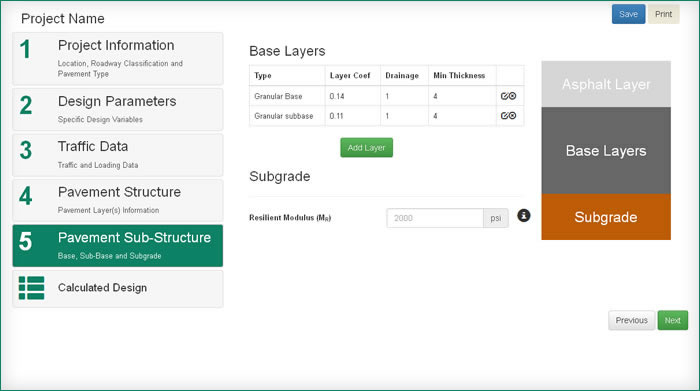 Project Name
Save
Print
1
Project Information
Location, Roadway Classification and
Pavement Type
2
Design Parameters
Specific Design Variables
3
Traffic Data
Traffic and Loading Data
4
Pavement Structure
Pavement Layer(s) Information
5
Pavement Sub-Structure
Base, Sub-Base and Subgrade
Calculated Design
Base Layers
Type Layer Coef Drainage Min Thickness
Granular Base 0.14 1 4
Granular subbase 0.11 1 4
Add Layer
Subgrade
Resilient Modulus (MR) 2000 psi
Asphalt Layer
Base Layers
Subgrade
Previous
Next